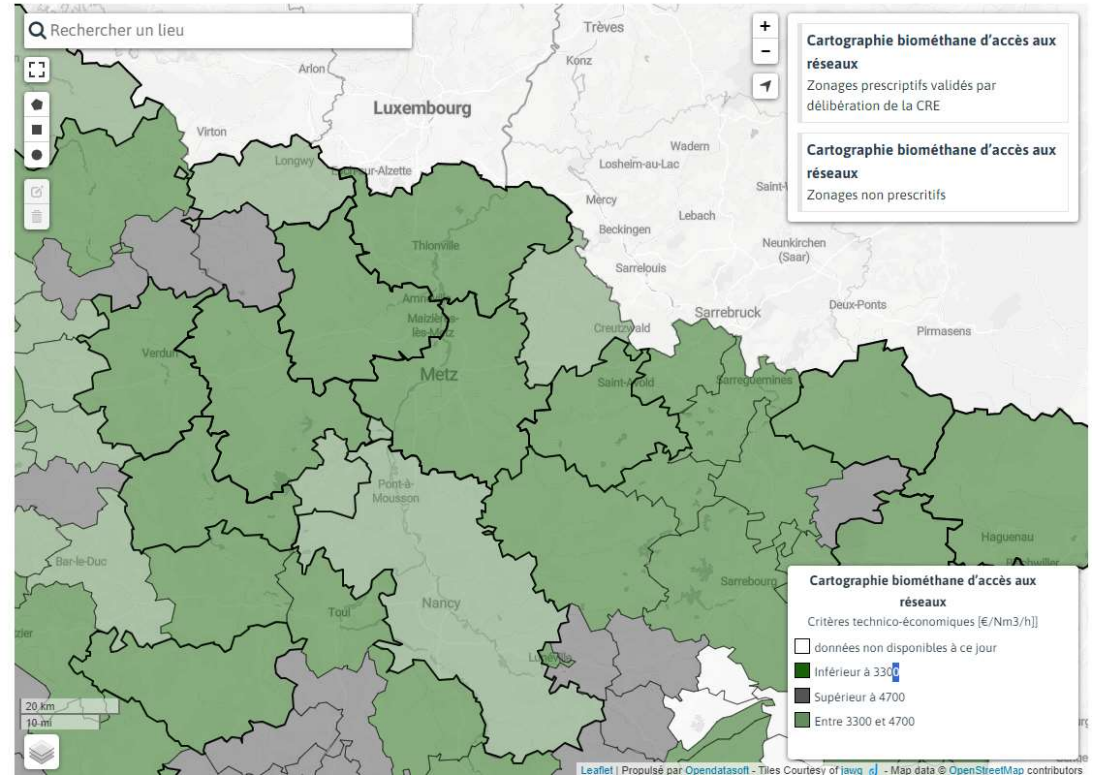 Rechercher un lieu
+
−
Cartographie biométhane d'accès aux
réseaux
Zonages prescriptifs validés par
délibération de la CRE
Cartographie biométhane d'accès aux
réseaux
Zonages non prescritifs
Trèves
Konz
Arlon
Luxembourg
Virton
Wadern
Longwy
Losheim-au-Lac
Mercy
Lebach
Beckingen
Neunkirchen
(Saar)
Thionville
Sarrelouis
Deux-Ponts
Sarrebruck
Creutzwald
Pirmasens
Verdun
Metz
Saint-Avold
Sarreguemines
Pont-à-
Mousson
Haguenau
Bar-le-Duc
Sarrebourg
Nancy
Toul
Lunéville
Cartographie biométhane d'accès aux
réseaux
Critères technico-économiques [€/Nm3/h]]
données non disponibles à ce jour
Inférieur à 3300
Supérieur à 4700
Entre 3300 et 4700
20 km
10 mi
Leaflet | Propulsé par Opendatasoft - Tiles Courtesy of jawg - Map data © OpenStreetMap contributors